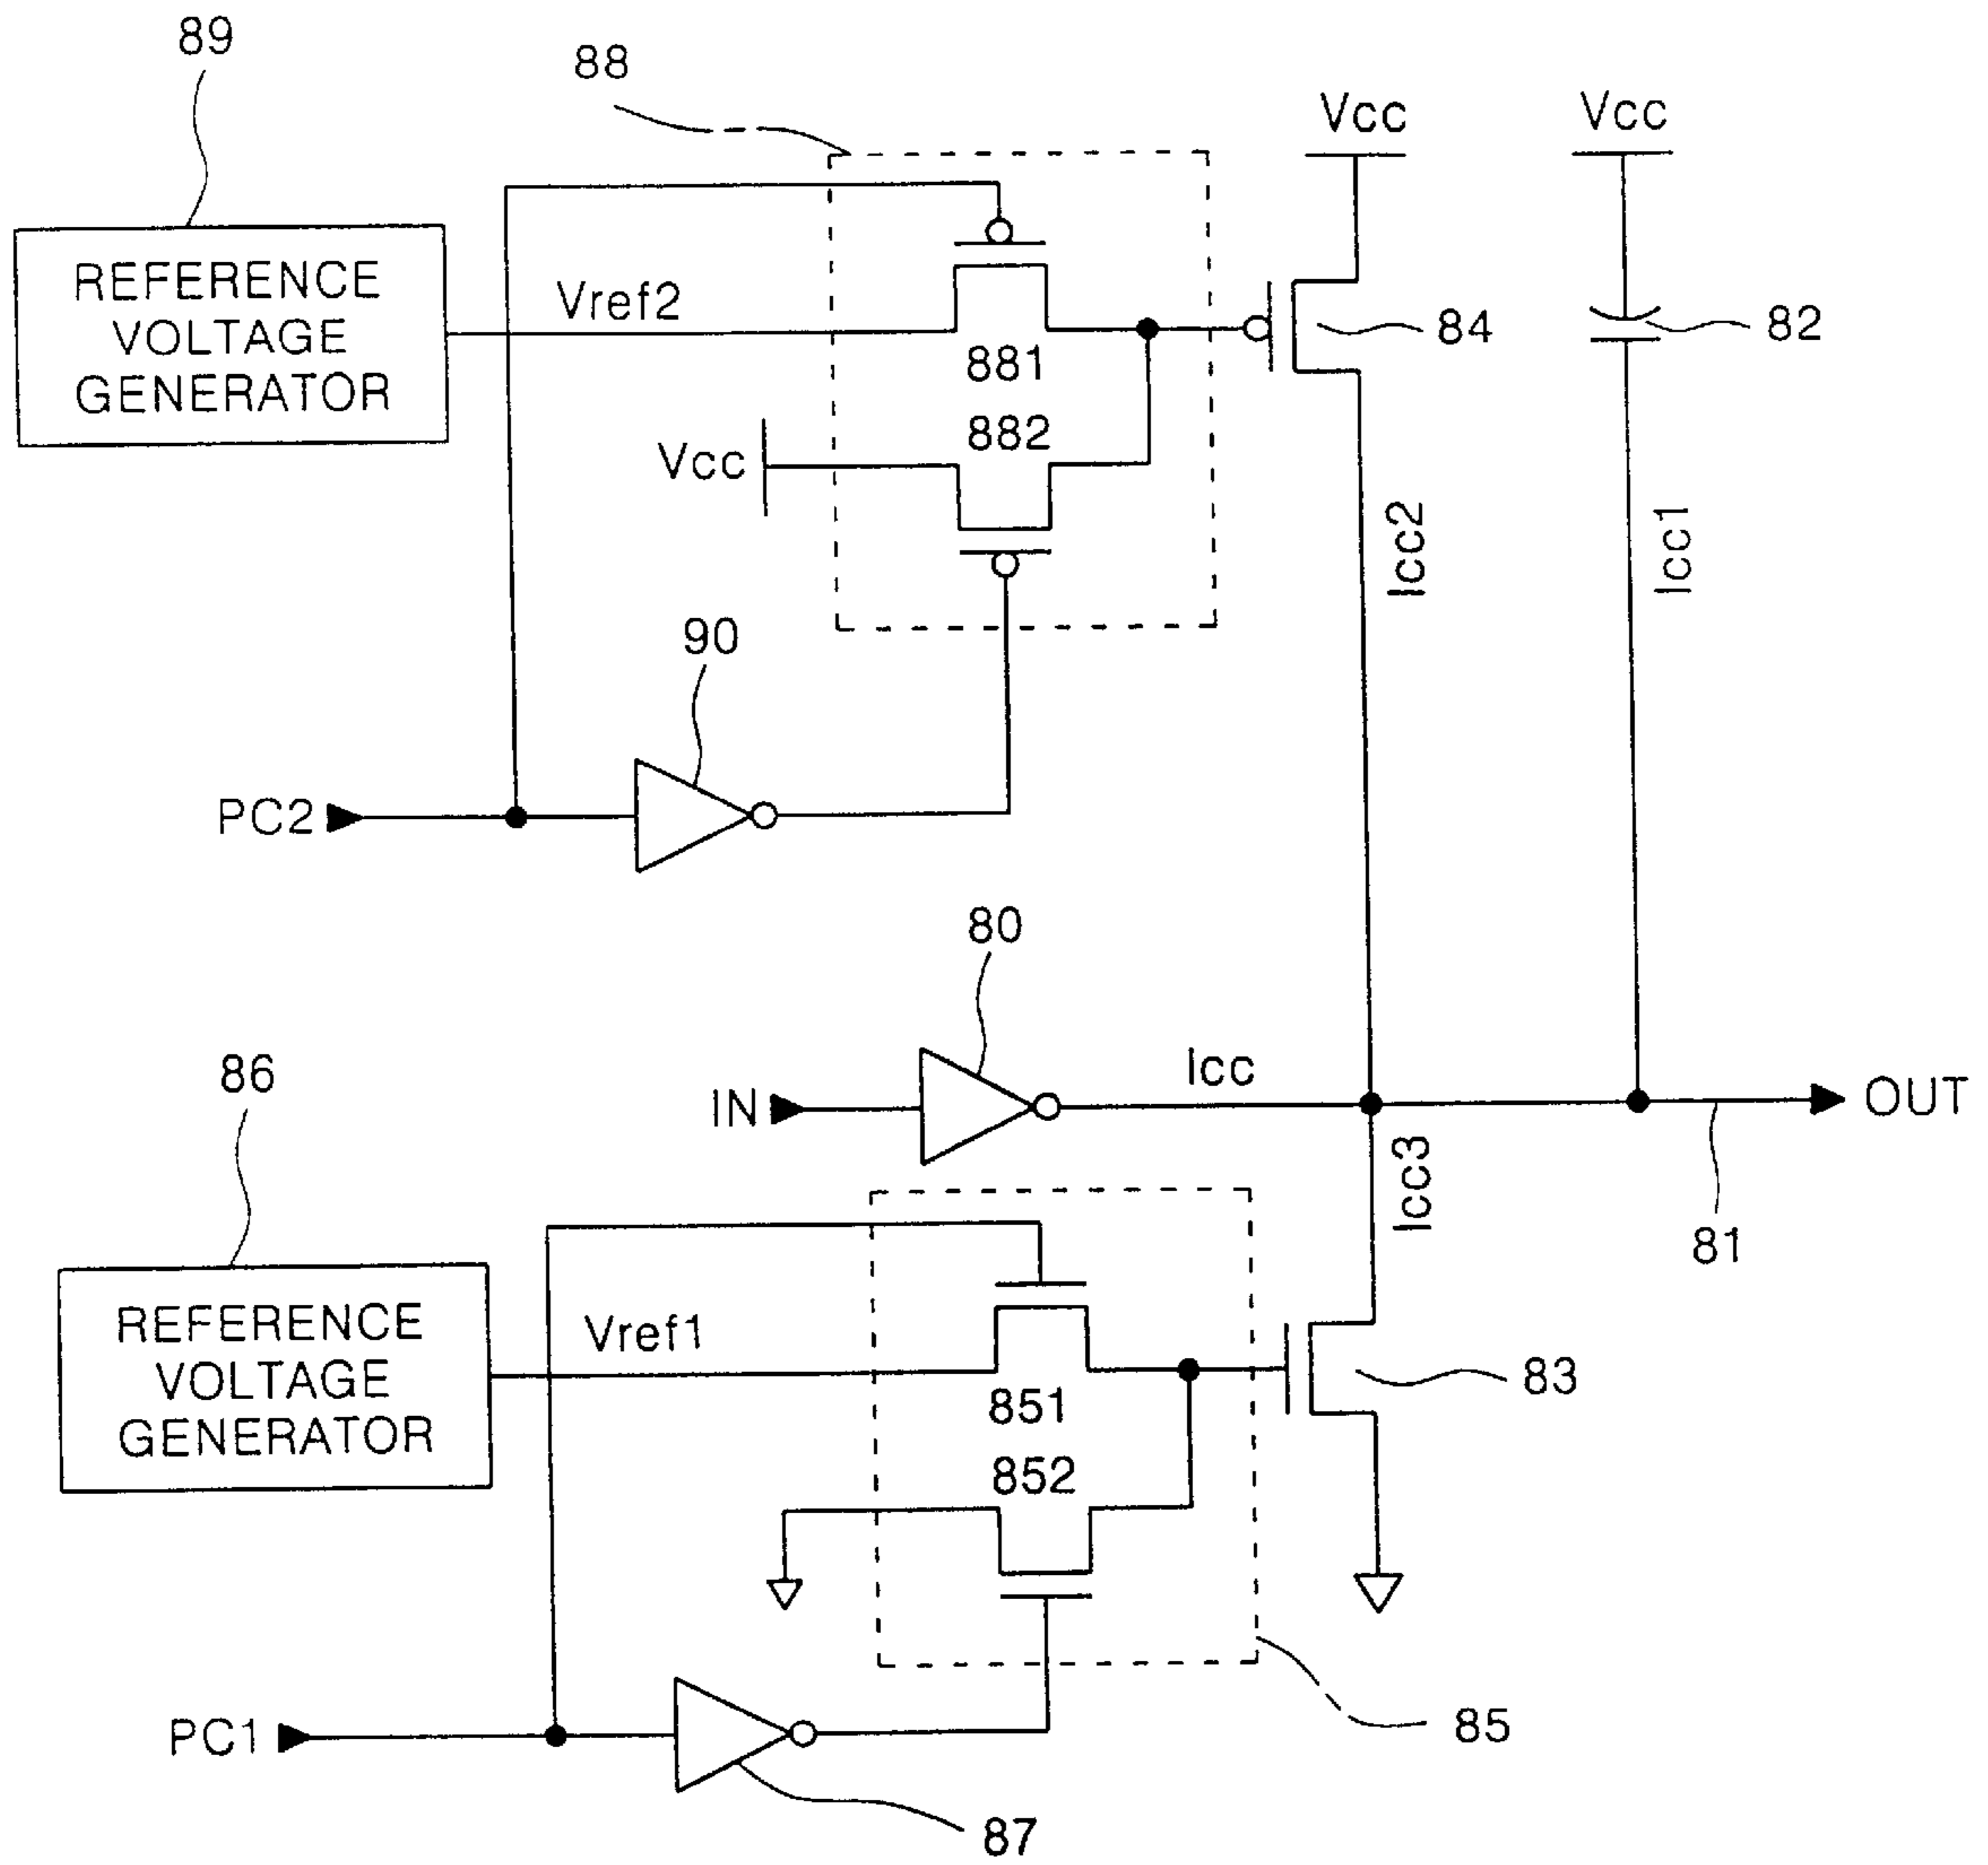 89
88
Vcc
Vcc
REFERENCE
VOLTAGE
GENERATOR
Vref2
881
84
82
882
Vcc
Icc2
Icc1
90
PC2
80
86
IN
Icc
OUT
Icc3
81
REFERENCE
VOLTAGE
GENERATOR
Vref1
851
83
852
PC1
85
87